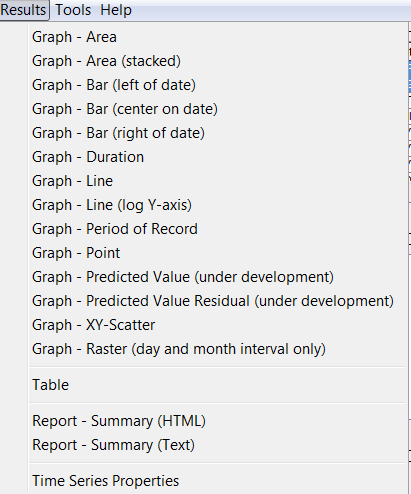 Results Tools Help
Graph - Area
Graph - Area (stacked)
Graph - Bar (left of date)
Graph - Bar (center on date)
Graph - Bar (right of date)
Graph - Duration
Graph - Line
Graph - Line (log Y-axis)
Graph - Period of Record
Graph - Point
Graph - Predicted Value (under development)
Graph - Predicted Value Residual (under development)
Graph - XY-Scatter
Graph - Raster (day and month interval only)
Table
Report - Summary (HTML)
Report - Summary (Text)
Time Series Properties